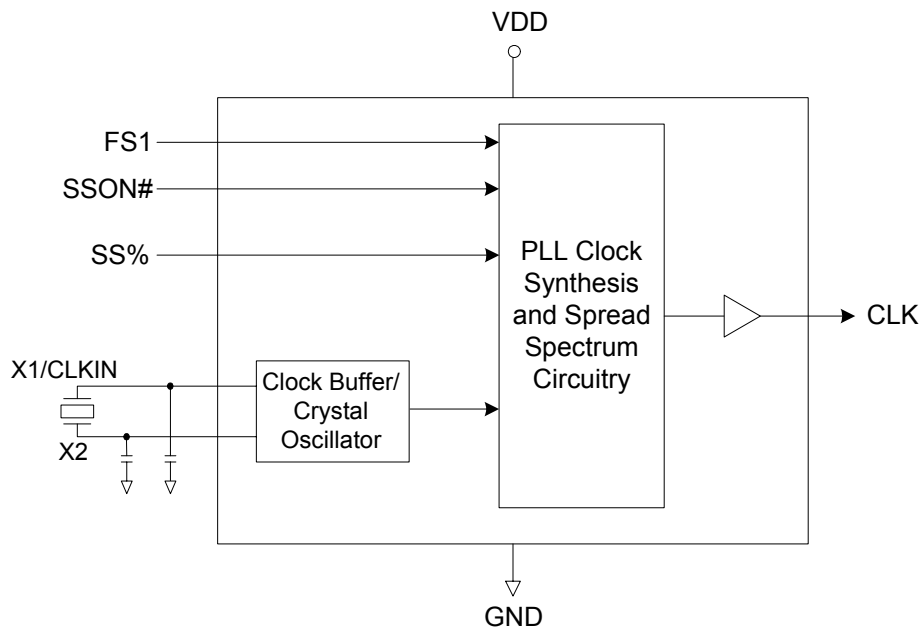 VDD
FS1
SSON#
SS%
PLL Clock
Synthesis
and Spread
Spectrum
Circuitry
CLK
X1/CLKIN
X2
Clock Buffer/
Crystal
Oscillator
GND